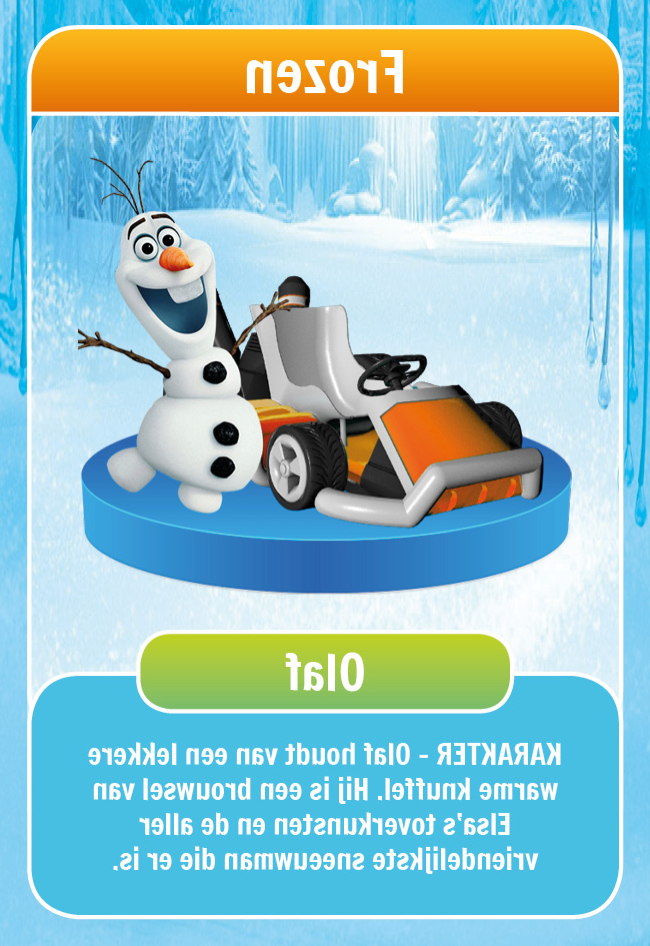 Frozen
Olaf
KARAKTER - Olaf houdt van een lekkere
warme knuffel. Hij is een brouwsel van
Elsa's toverkunsten en de aller
vriendelijkste sneeuwman die er is.